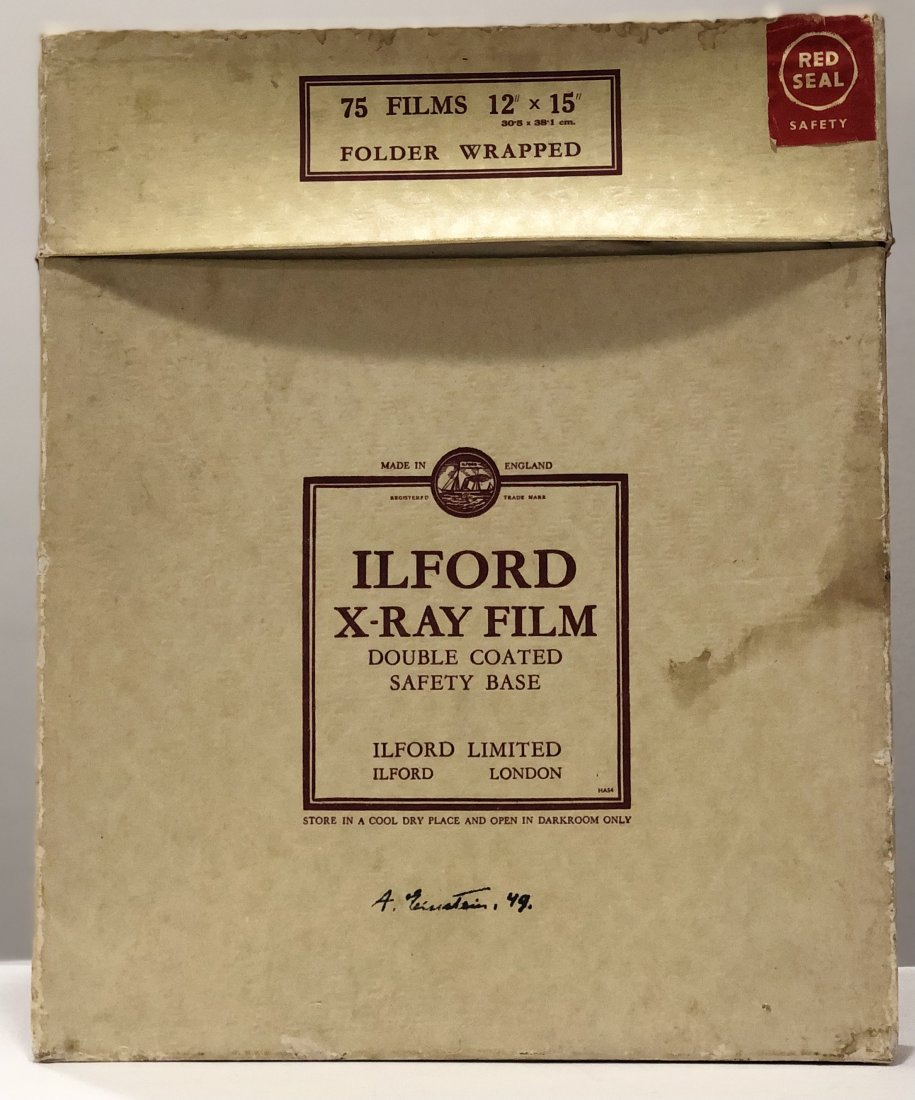 RED
SEAL
SAFETY
75 FILMS 12" x 15"
30·5 x 38·1 cm.
FOLDER WRAPPED
MADE IN ENGLAND
ILFORD
REGISTERED TRADE MARK
ILFORD
X-RAY FILM
DOUBLE COATED
SAFETY BASE
ILFORD LIMITED
ILFORD LONDON
HA54
STORE IN A COOL DRY PLACE AND OPEN IN DARKROOM ONLY
A. Einstein. 49.